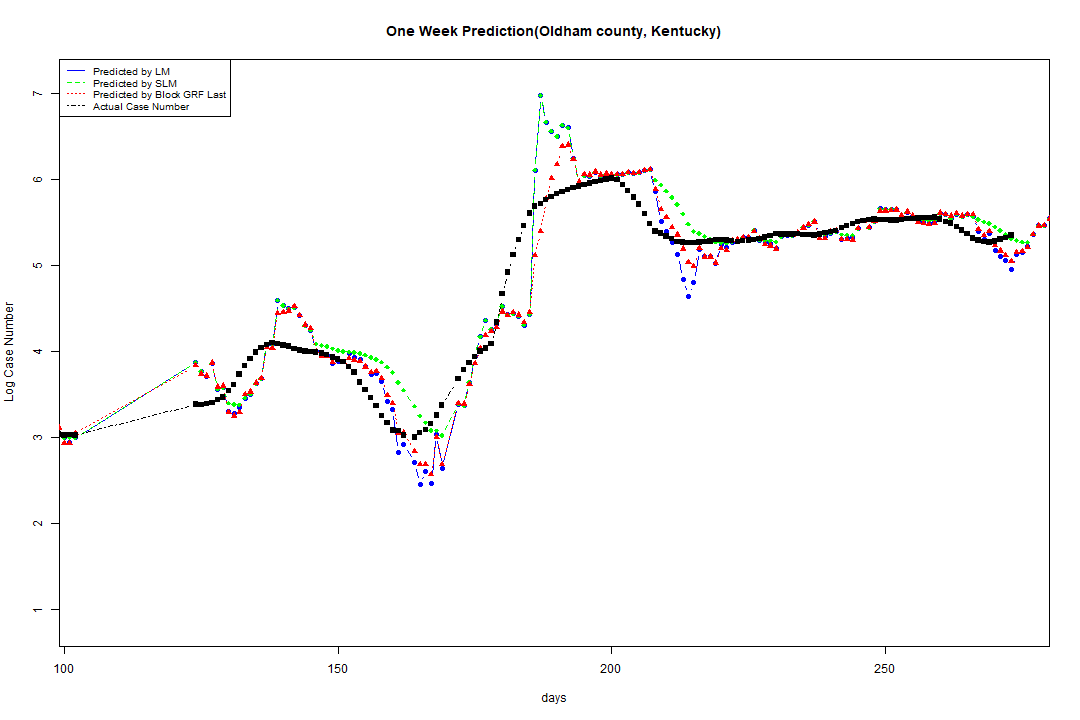 One Week Prediction(Oldham county, Kentucky)
Predicted by LM
Predicted by SLM
Predicted by Block GRF Last
Actual Case Number
7
6
5
4
3
2
1
Log Case Number
100 150 200 250
days